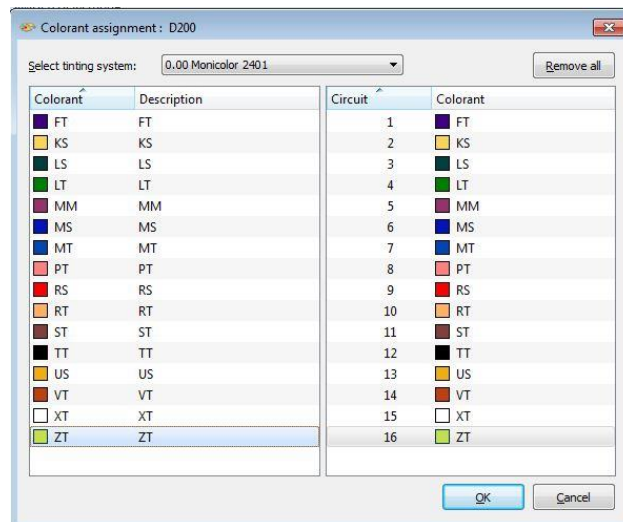 Colorant assignment : D200
Select tinting system: 0.00 Monicolor 2401 Remove all
Colorant Description Circuit Colorant
FT FT 1 FT
KS KS 2 KS
LS LS 3 LS
LT LT 4 LT
MM MM 5 MM
MS MS 6 MS
MT MT 7 MT
PT PT 8 PT
RS RS 9 RS
RT RT 10 RT
ST ST 11 ST
TT TT 12 TT
US US 13 US
VT VT 14 VT
XT XT 15 XT
ZT ZT 16 ZT
OK Cancel